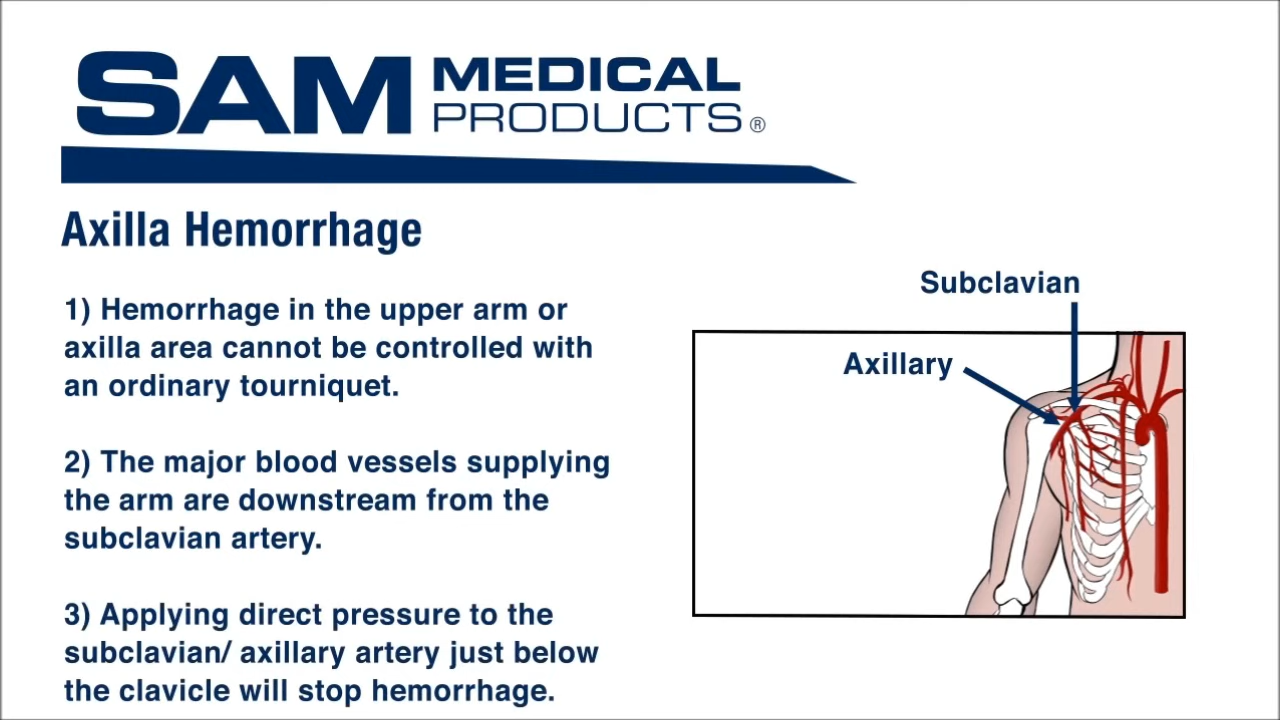 SAM MEDICAL
PRODUCTS®
Axilla Hemorrhage
1) Hemorrhage in the upper arm or
axilla area cannot be controlled with
an ordinary tourniquet.
2) The major blood vessels supplying
the arm are downstream from the
subclavian artery.
3) Applying direct pressure to the
subclavian/ axillary artery just below
the clavicle will stop hemorrhage.
Subclavian
Axillary